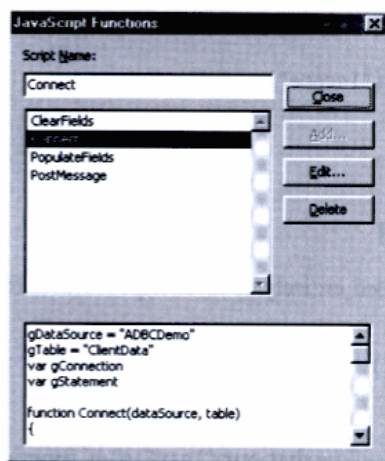 JavaScript Functions
Script Name:
Connect
Close
ClearFields
Connect
Add...
PopulateFields
Edit...
PostMessage
Delete
gDataSource = "ADBCDemo"
gTable = "ClientData"
var gConnection
var gStatement
function Connect(dataSource, table)
{